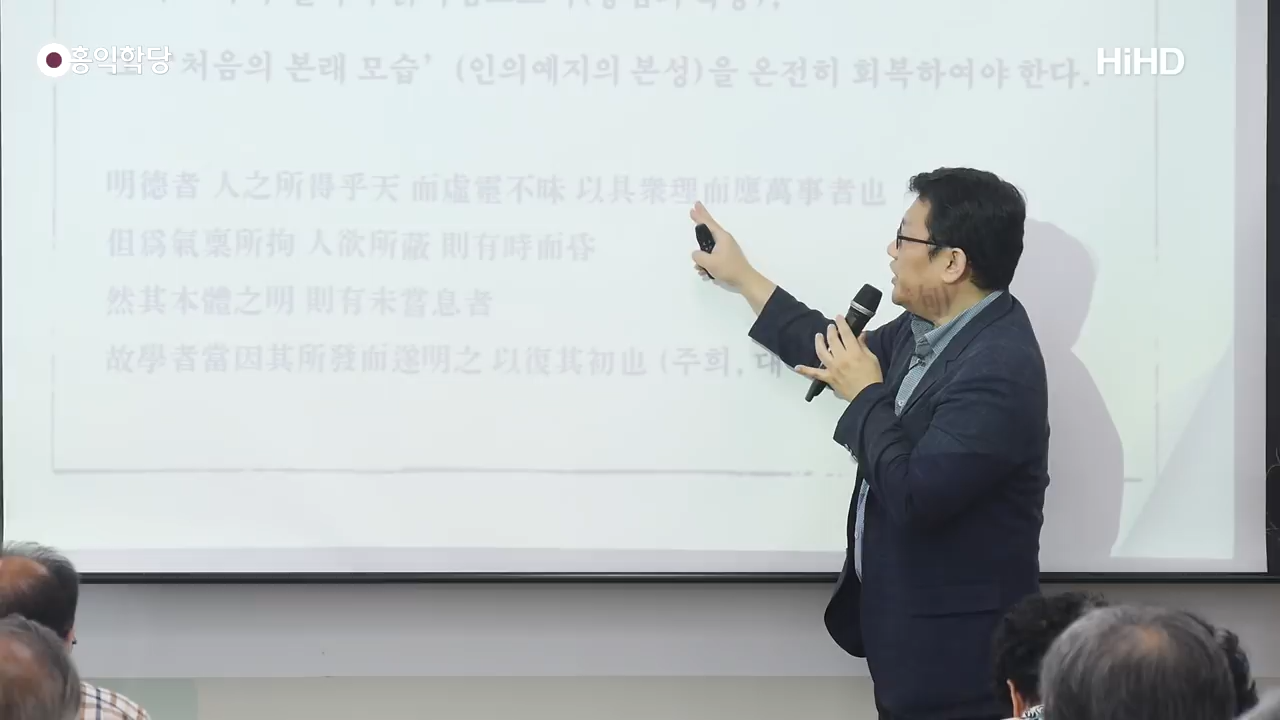 홍익학당
HiHD
처음의 본래 모습’ (인의예지의 본성)을 온전히 회복하여야 한다.
明德者 人之所得乎天 而虛靈不昧 以具衆理而應萬事者也
但爲氣稟所拘 人欲所蔽 則有時而昏
然其本體之明 則有未嘗息者
故學者當因其所發而遂明之 以復其初也 (주희, 대